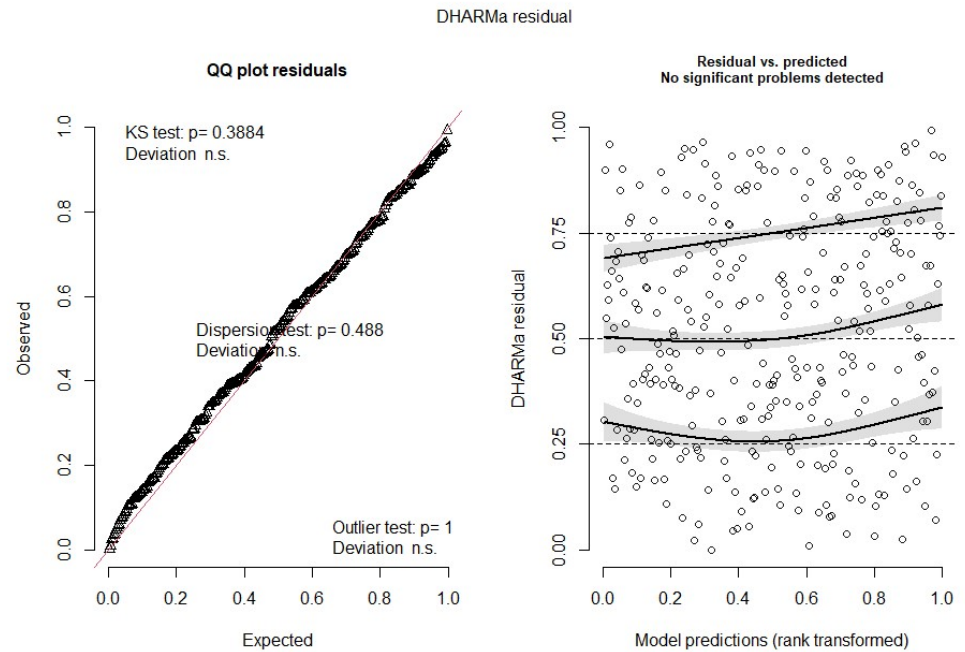 DHARMa residual
QQ plot residuals
KS test: p= 0.3884
Deviation n.s.
Dispersion test: p= 0.488
Deviation n.s.
Outlier test: p= 1
Deviation n.s.
Observed
0.0 0.2 0.4 0.6 0.8 1.0
0.0 0.2 0.4 0.6 0.8 1.0
Expected
Residual vs. predicted
No significant problems detected
DHARMa residual
0.00 0.25 0.50 0.75 1.00
0.0 0.2 0.4 0.6 0.8 1.0
Model predictions (rank transformed)